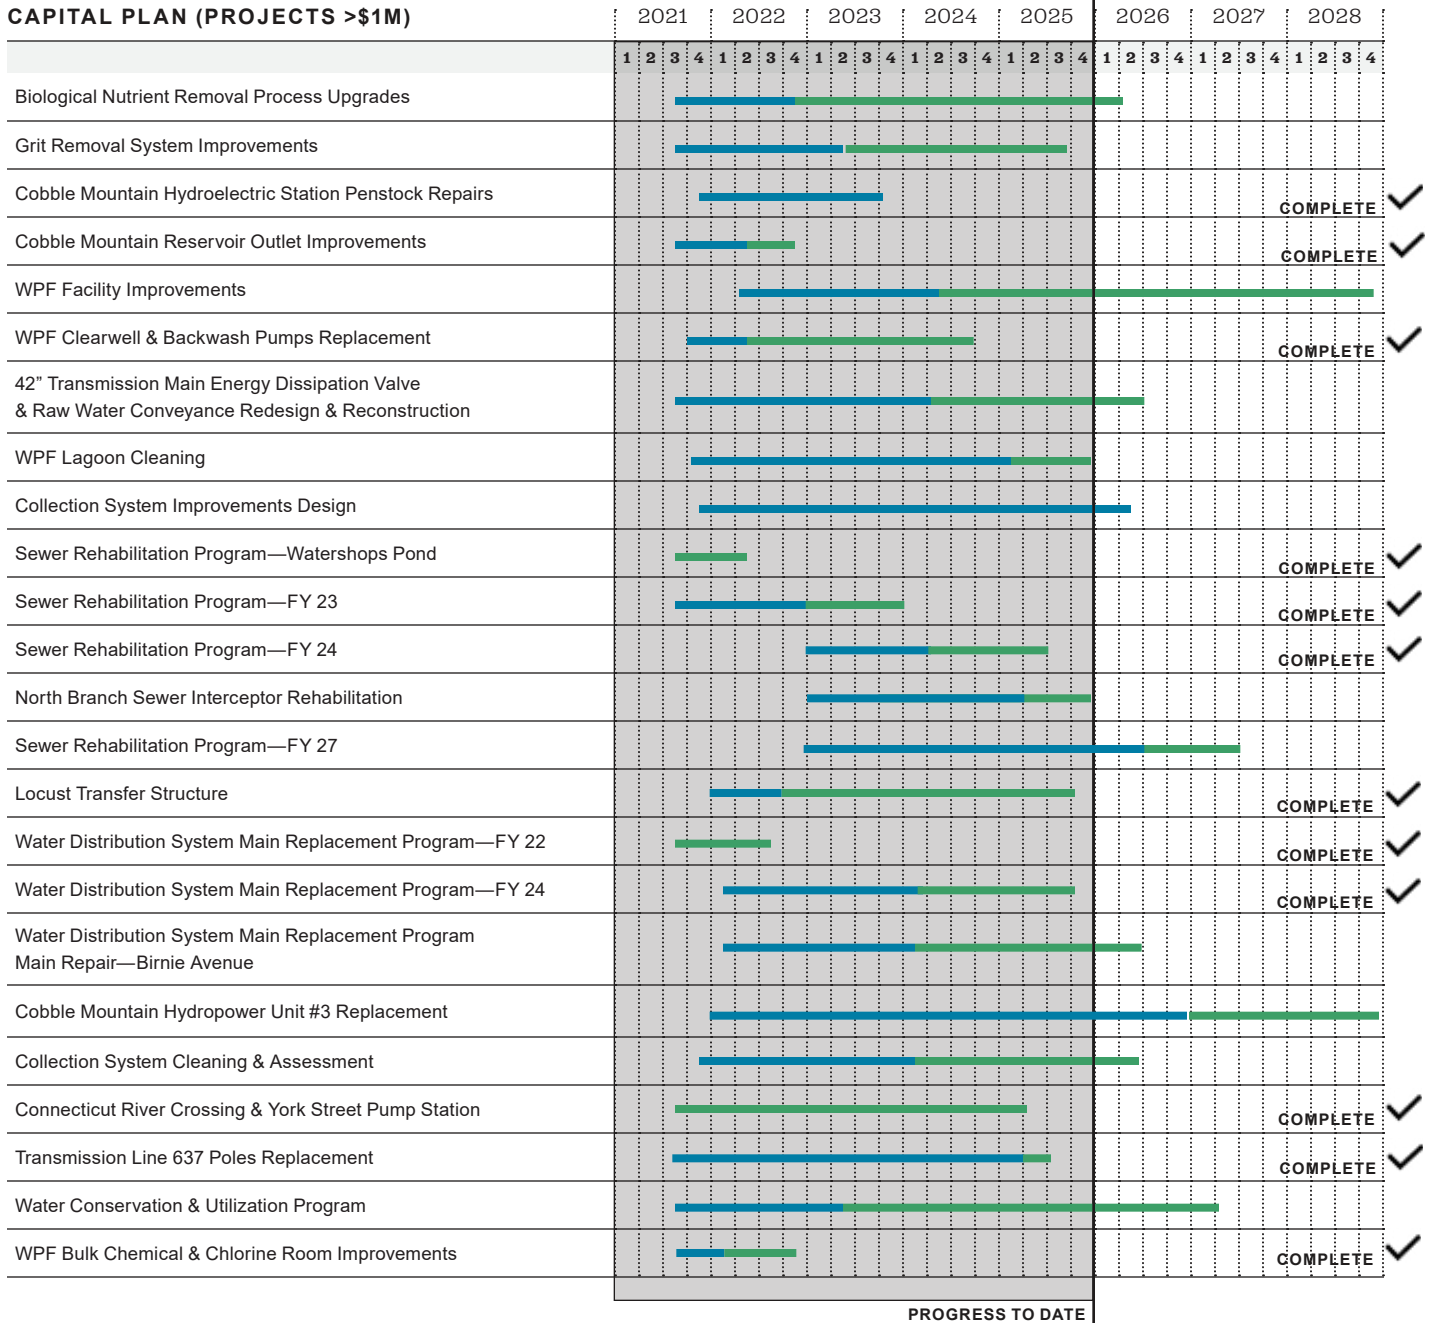 CAPITAL PLAN (PROJECTS >$1M) 2021 2022 2023 2024 2025 2026 2027 2028
1 2 3 4 1 2 3 4 1 2 3 4 1 2 3 4 1 2 3 4 1 2 3 4 1 2 3 4 1 2 3 4
Biological Nutrient Removal Process Upgrades
Grit Removal System Improvements
Cobble Mountain Hydroelectric Station Penstock Repairs COMPLETE
Cobble Mountain Reservoir Outlet Improvements COMPLETE
WPF Facility Improvements
WPF Clearwell & Backwash Pumps Replacement COMPLETE
42” Transmission Main Energy Dissipation Valve
& Raw Water Conveyance Redesign & Reconstruction
WPF Lagoon Cleaning
Collection System Improvements Design
Sewer Rehabilitation Program—Watershops Pond COMPLETE
Sewer Rehabilitation Program—FY 23 COMPLETE
Sewer Rehabilitation Program—FY 24 COMPLETE
North Branch Sewer Interceptor Rehabilitation
Sewer Rehabilitation Program—FY 27
Locust Transfer Structure COMPLETE
Water Distribution System Main Replacement Program—FY 22 COMPLETE
Water Distribution System Main Replacement Program—FY 24 COMPLETE
Water Distribution System Main Replacement Program
Main Repair—Birnie Avenue
Cobble Mountain Hydropower Unit #3 Replacement
Collection System Cleaning & Assessment
Connecticut River Crossing & York Street Pump Station COMPLETE
Transmission Line 637 Poles Replacement COMPLETE
Water Conservation & Utilization Program
WPF Bulk Chemical & Chlorine Room Improvements COMPLETE
PROGRESS TO DATE